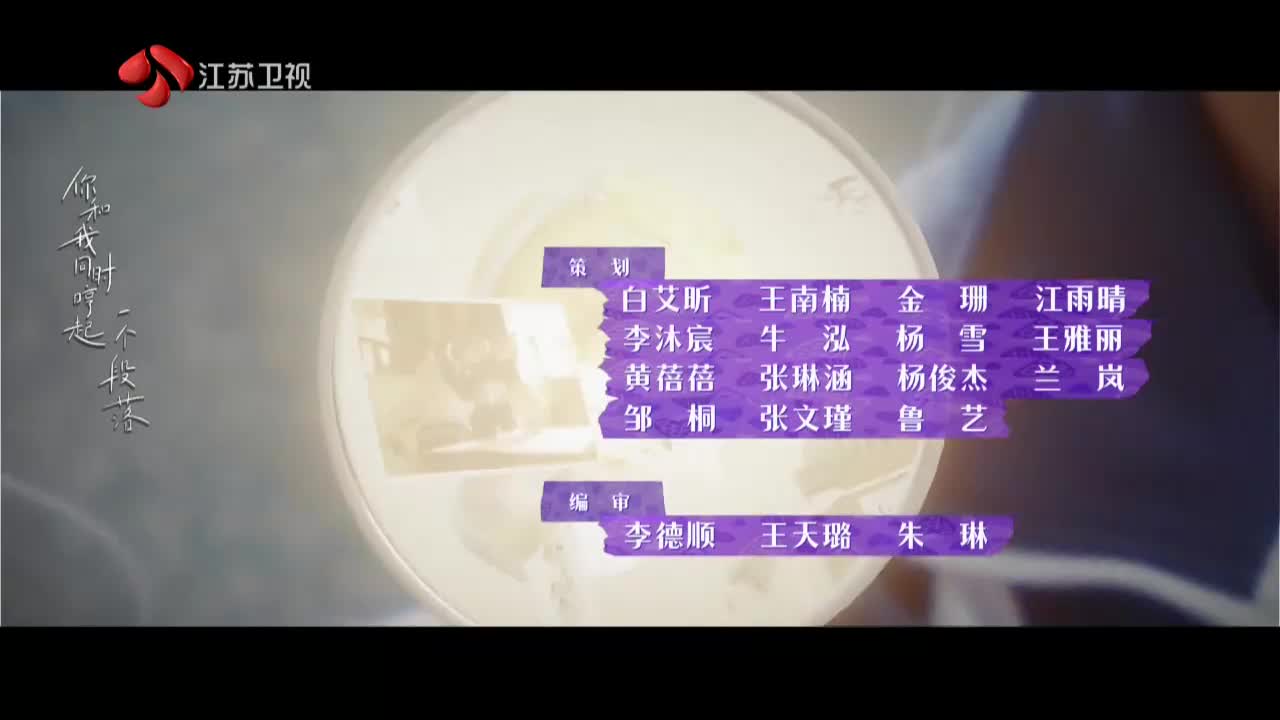 江苏卫视
你和我同时哼起
一个段落
策 划
白艾昕 王南楠 金 珊 江雨晴
李沐宸 牛 泓 杨 雪 王雅丽
黄蓓蓓 张琳涵 杨俊杰 兰 岚
邹 桐 张文瑾 鲁 艺
编 审
李德顺 王天璐 朱 琳